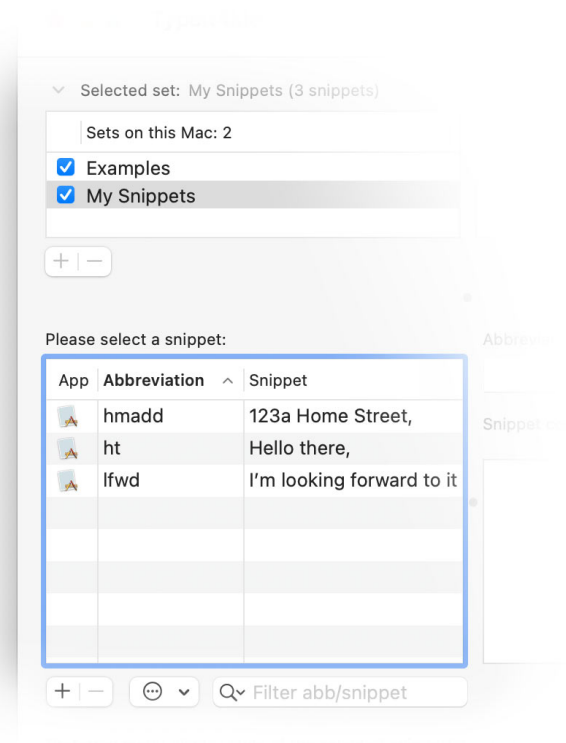 Selected set: My Snippets (3 snippets)
Sets on this Mac: 2
Examples
My Snippets
Please select a snippet:
App Abbreviation Snippet
hmadd 123a Home Street,
ht Hello there,
lfwd I’m looking forward to it
Filter abb/snippet
Snippet